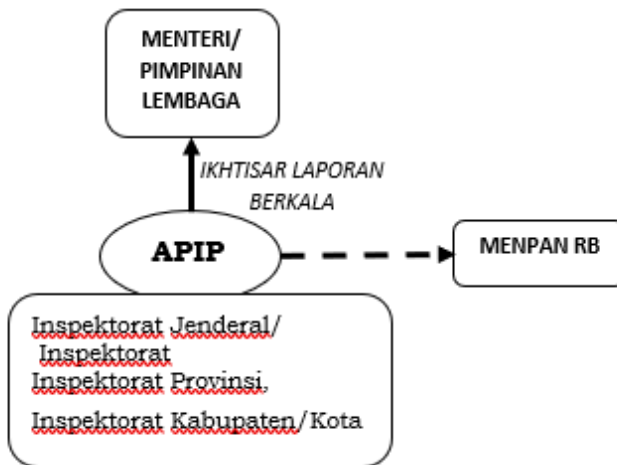 MENTERI/
PIMPINAN
LEMBAGA
IKHTISAR LAPORAN
BERKALA
APIP
MENPAN RB
Inspektorat Jenderal/
Inspektorat
Inspektorat Provinsi,
Inspektorat Kabupaten/Kota